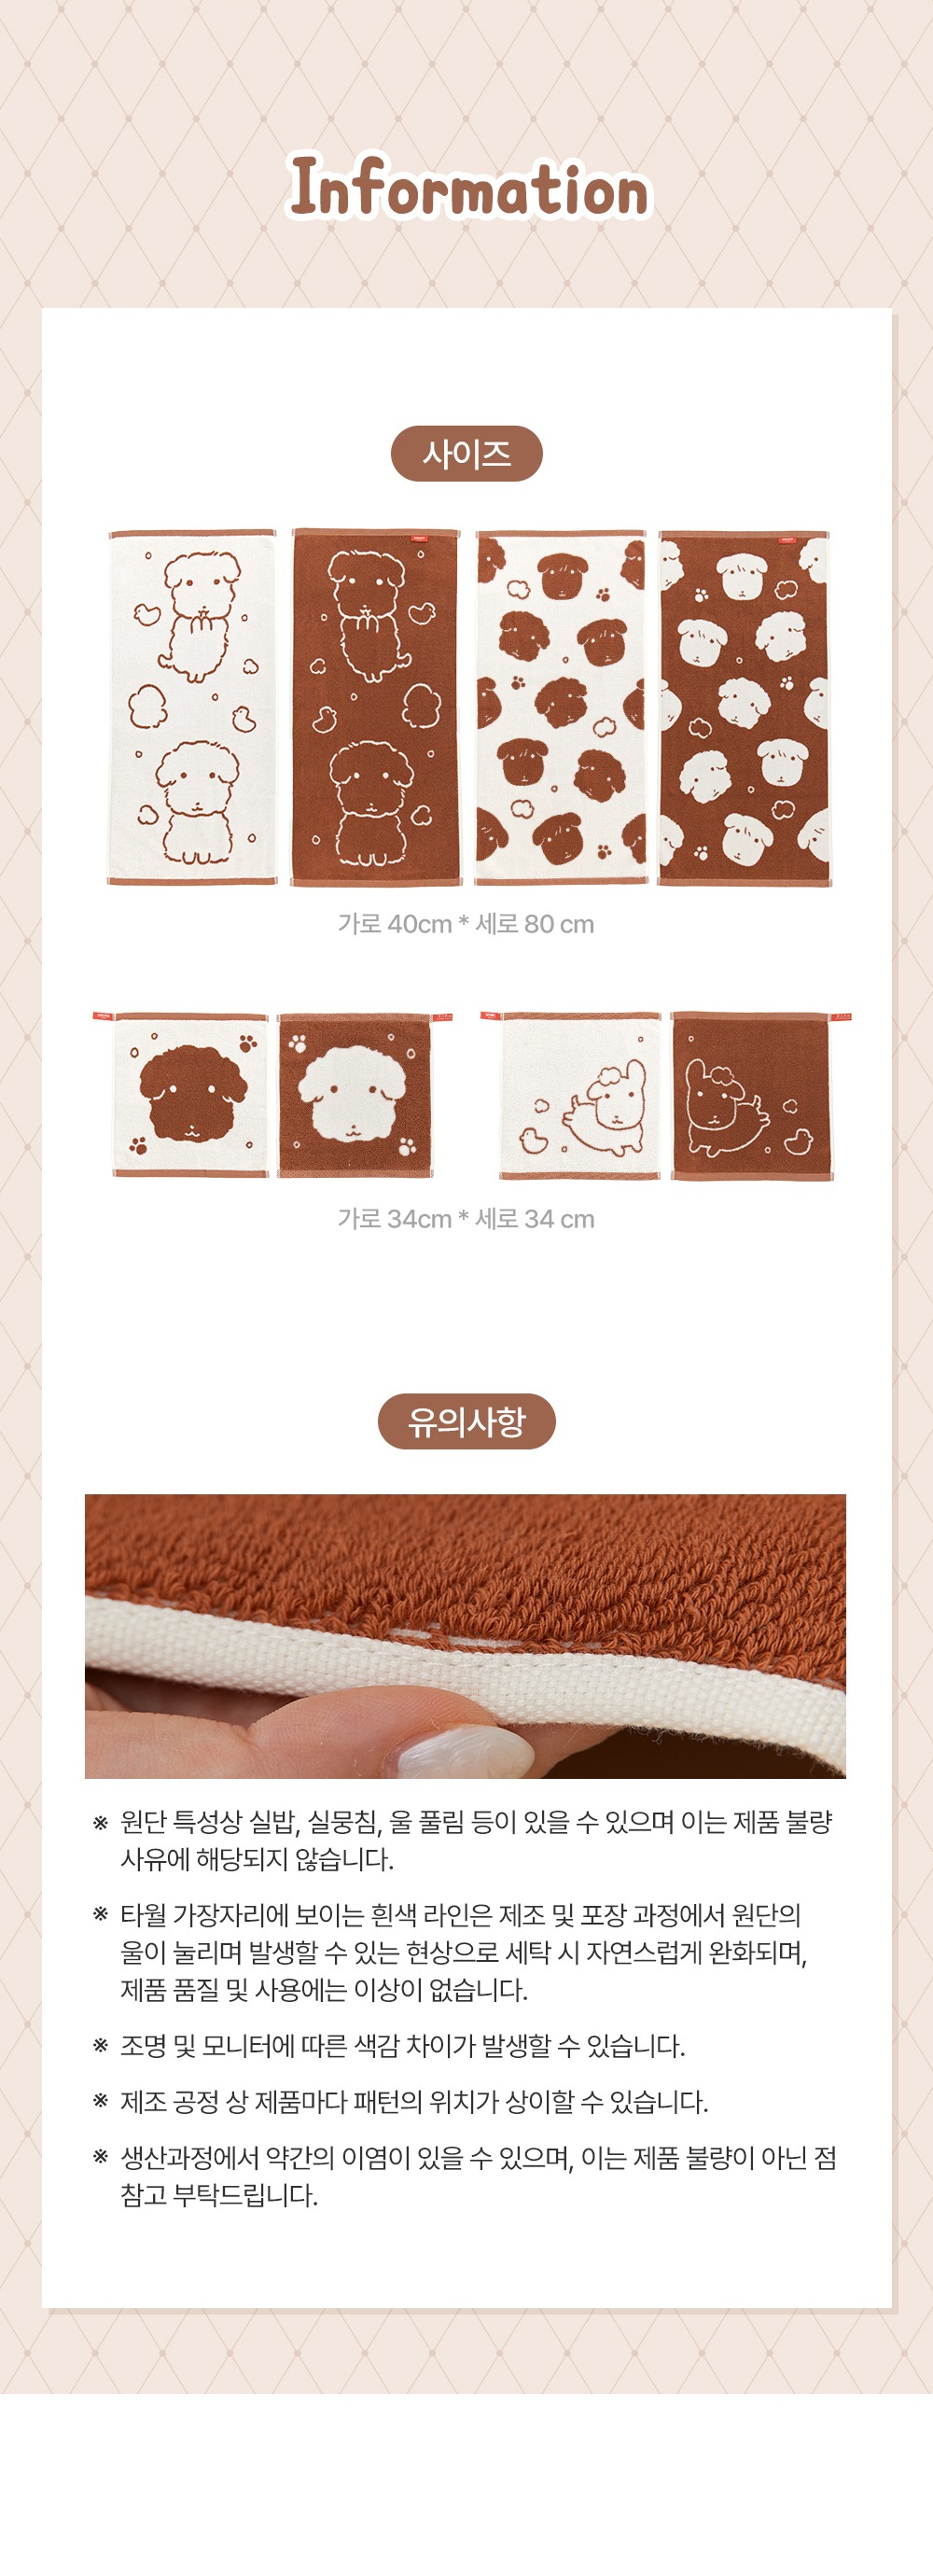 Information
사이즈
가로 40cm * 세로 80 cm
가로 34cm * 세로 34 cm
유의사항
※ 원단 특성상 실밥, 실뭉침, 울 풀림 등이 있을 수 있으며 이는 제품 불량
사유에 해당되지 않습니다.
※ 타월 가장자리에 보이는 흰색 라인은 제조 및 포장 과정에서 원단의
울이 눌리며 발생할 수 있는 현상으로 세탁 시 자연스럽게 완화되며,
제품 품질 및 사용에는 이상이 없습니다.
※ 조명 및 모니터에 따른 색감 차이가 발생할 수 있습니다.
※ 제조 공정 상 제품마다 패턴의 위치가 상이할 수 있습니다.
※ 생산과정에서 약간의 이염이 있을 수 있으며, 이는 제품 불량이 아닌 점
참고 부탁드립니다.